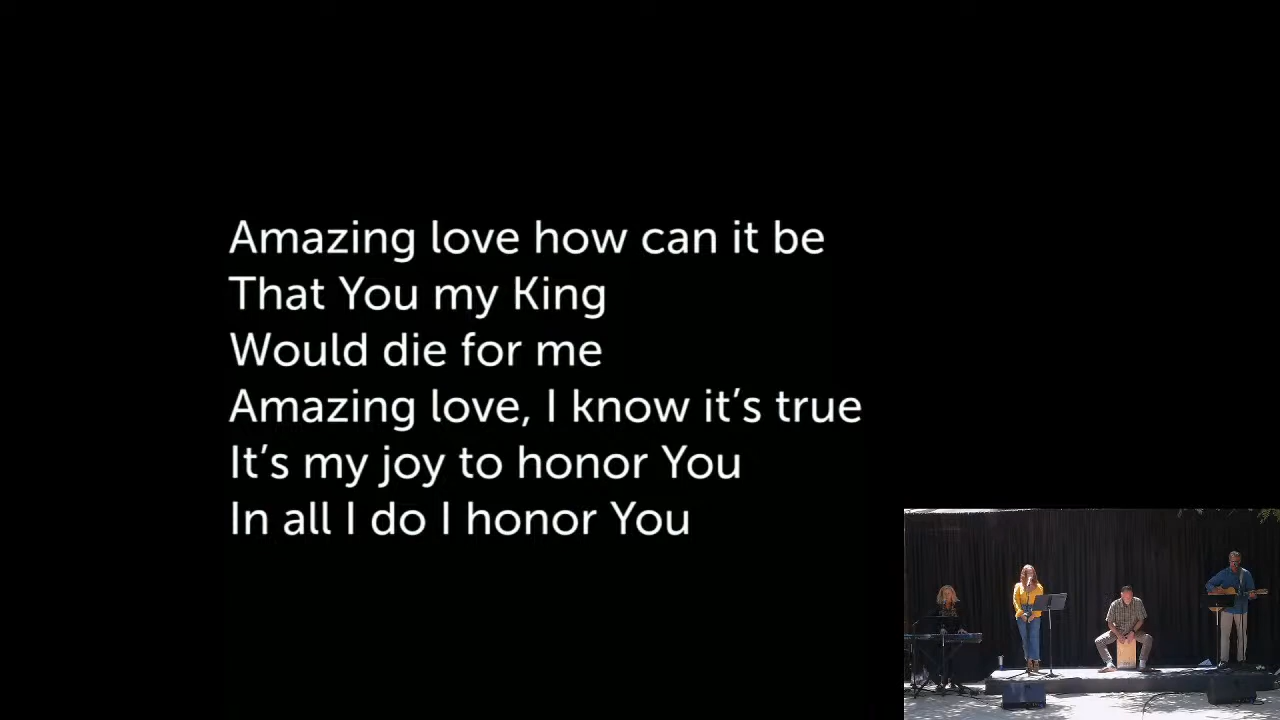 Amazing love how can it be
That You my King
Would die for me
Amazing love, I know it’s true
It’s my joy to honor You
In all I do I honor You